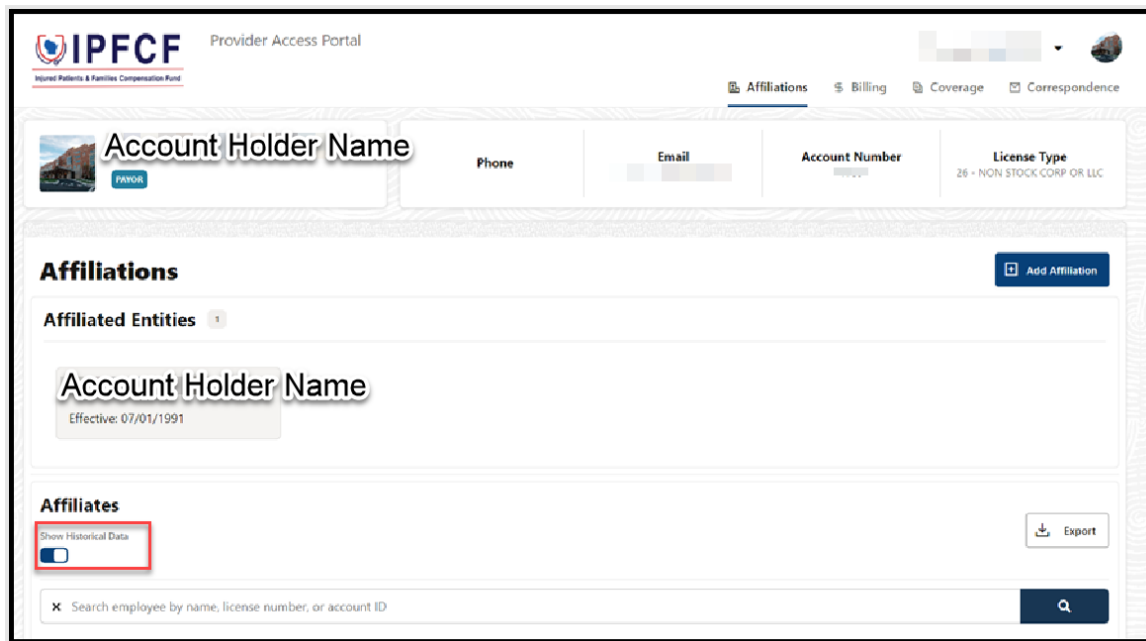 IPFCF
Injured Patients & Families Compensation Fund
Provider Access Portal
Affiliations
Billing
Coverage
Correspondence
Account Holder Name
PAYOR
Phone
Email
Account Number
License Type
26 - NON STOCK CORP OR LLC
Affiliations
Add Affiliation
Affiliated Entities 1
Account Holder Name
Effective: 07/01/1991
Affiliates
Show Historical Data
Export
Search employee by name, license number, or account ID